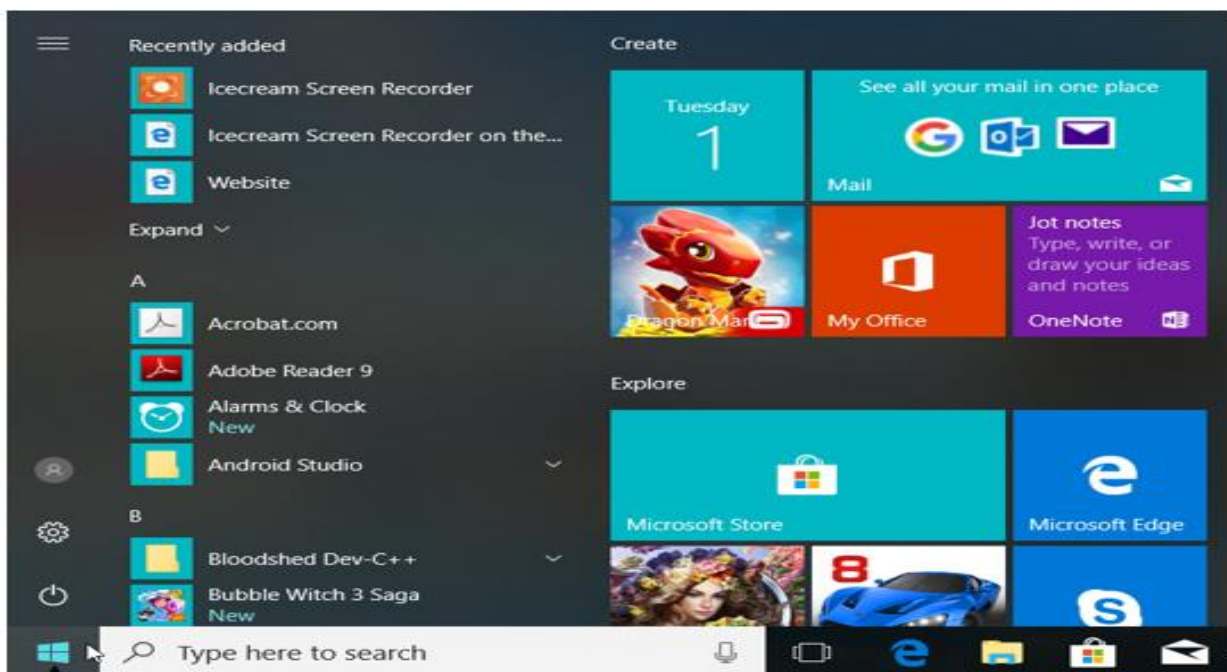 Recently added
Icecream Screen Recorder
Icecream Screen Recorder on the...
Website
Expand
A
Acrobat.com
Adobe Reader 9
Alarms & Clock
New
Android Studio
B
Bloodshed Dev-C++
Bubble Witch 3 Saga
New
Type here to search
Create
Tuesday
1
See all your mail in one place
Mail
Dragon Man
My Office
Jot notes
Type, write, or
draw your ideas
and notes
OneNote
Explore
Microsoft Store
Microsoft Edge
8